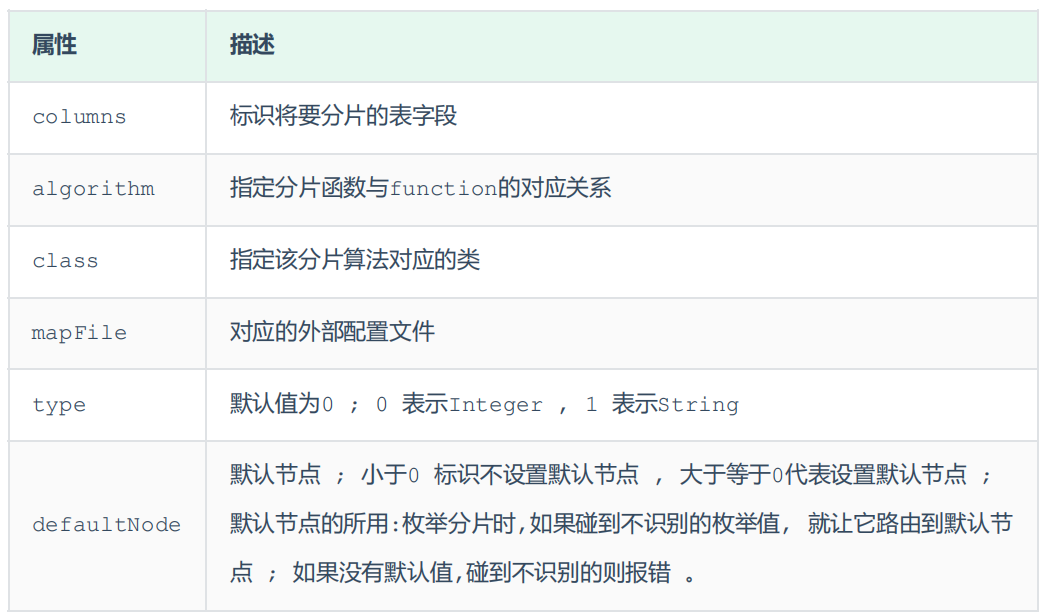 属性 描述
columns 标识将要分片的表字段
algorithm 指定分片函数与function的对应关系
class 指定该分片算法对应的类
mapFile 对应的外部配置文件
type 默认值为0 ; 0 表示Integer , 1 表示String
默认节点 ; 小于0 标识不设置默认节点 , 大于等于0代表设置默认节点 ;
defaultNode 默认节点的所用:枚举分片时,如果碰到不识别的枚举值, 就让它路由到默认节
点 ; 如果没有默认值,碰到不识别的则报错 。